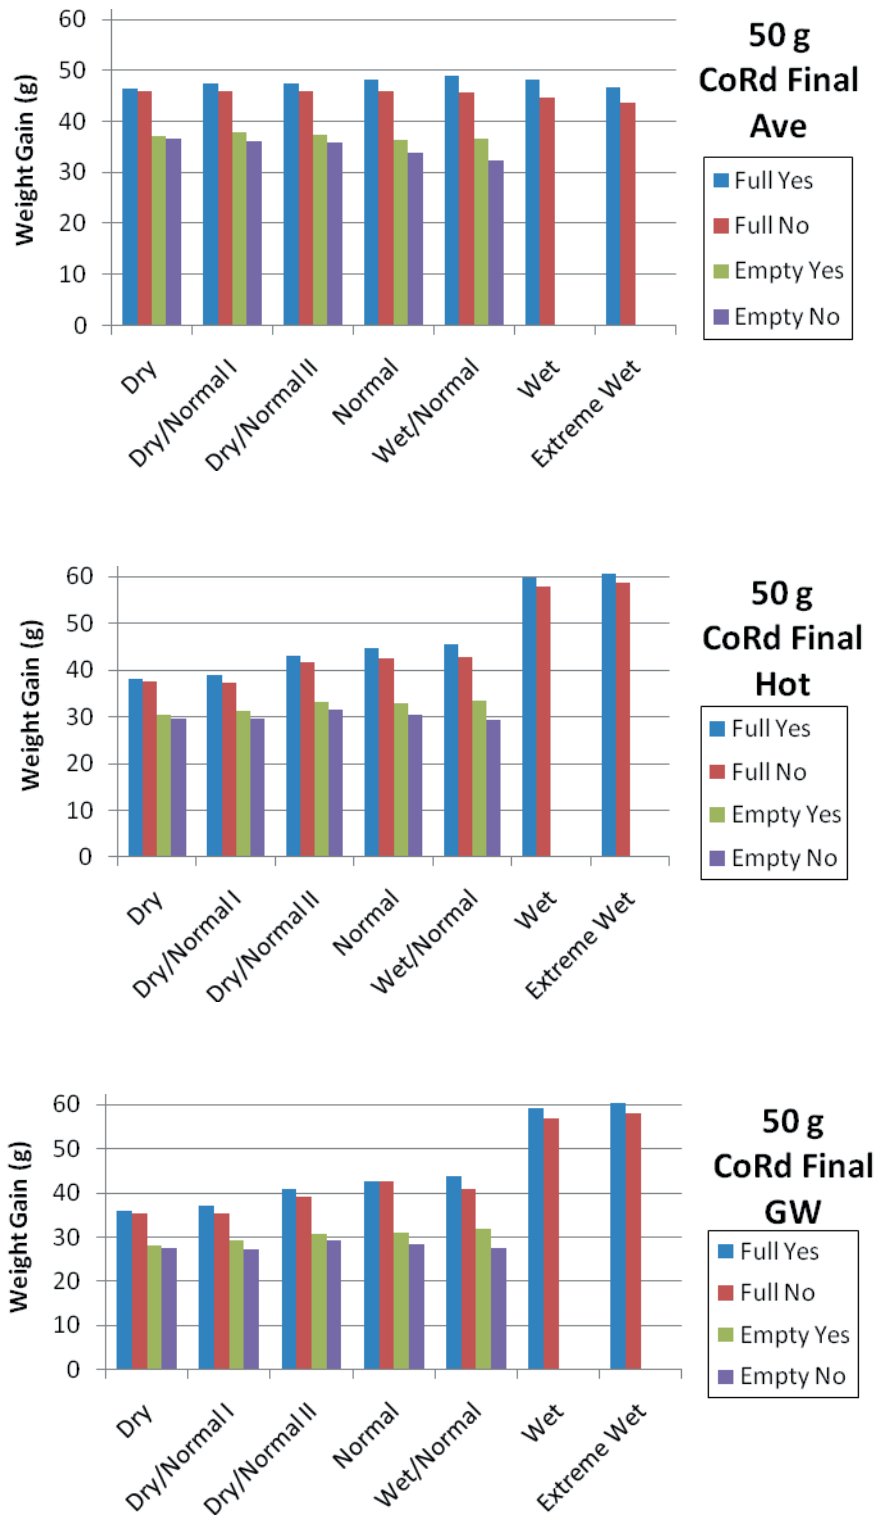 60
50
40
30
20
10
0
Weight Gain (g)
Dry
Dry/Normal I
Dry/Normal II
Normal
Wet/Normal
Wet
Extreme Wet
50 g
CoRd Final
Ave
Full Yes
Full No
Empty Yes
Empty No
60
50
40
30
20
10
0
Weight Gain (g)
Dry
Dry/Normal I
Dry/Normal II
Normal
Wet/Normal
Wet
Extreme Wet
50 g
CoRd Final
Hot
Full Yes
Full No
Empty Yes
Empty No
60
50
40
30
20
10
0
Weight Gain (g)
Dry
Dry/Normal I
Dry/Normal II
Normal
Wet/Normal
Wet
Extreme Wet
50 g
CoRd Final
GW
Full Yes
Full No
Empty Yes
Empty No